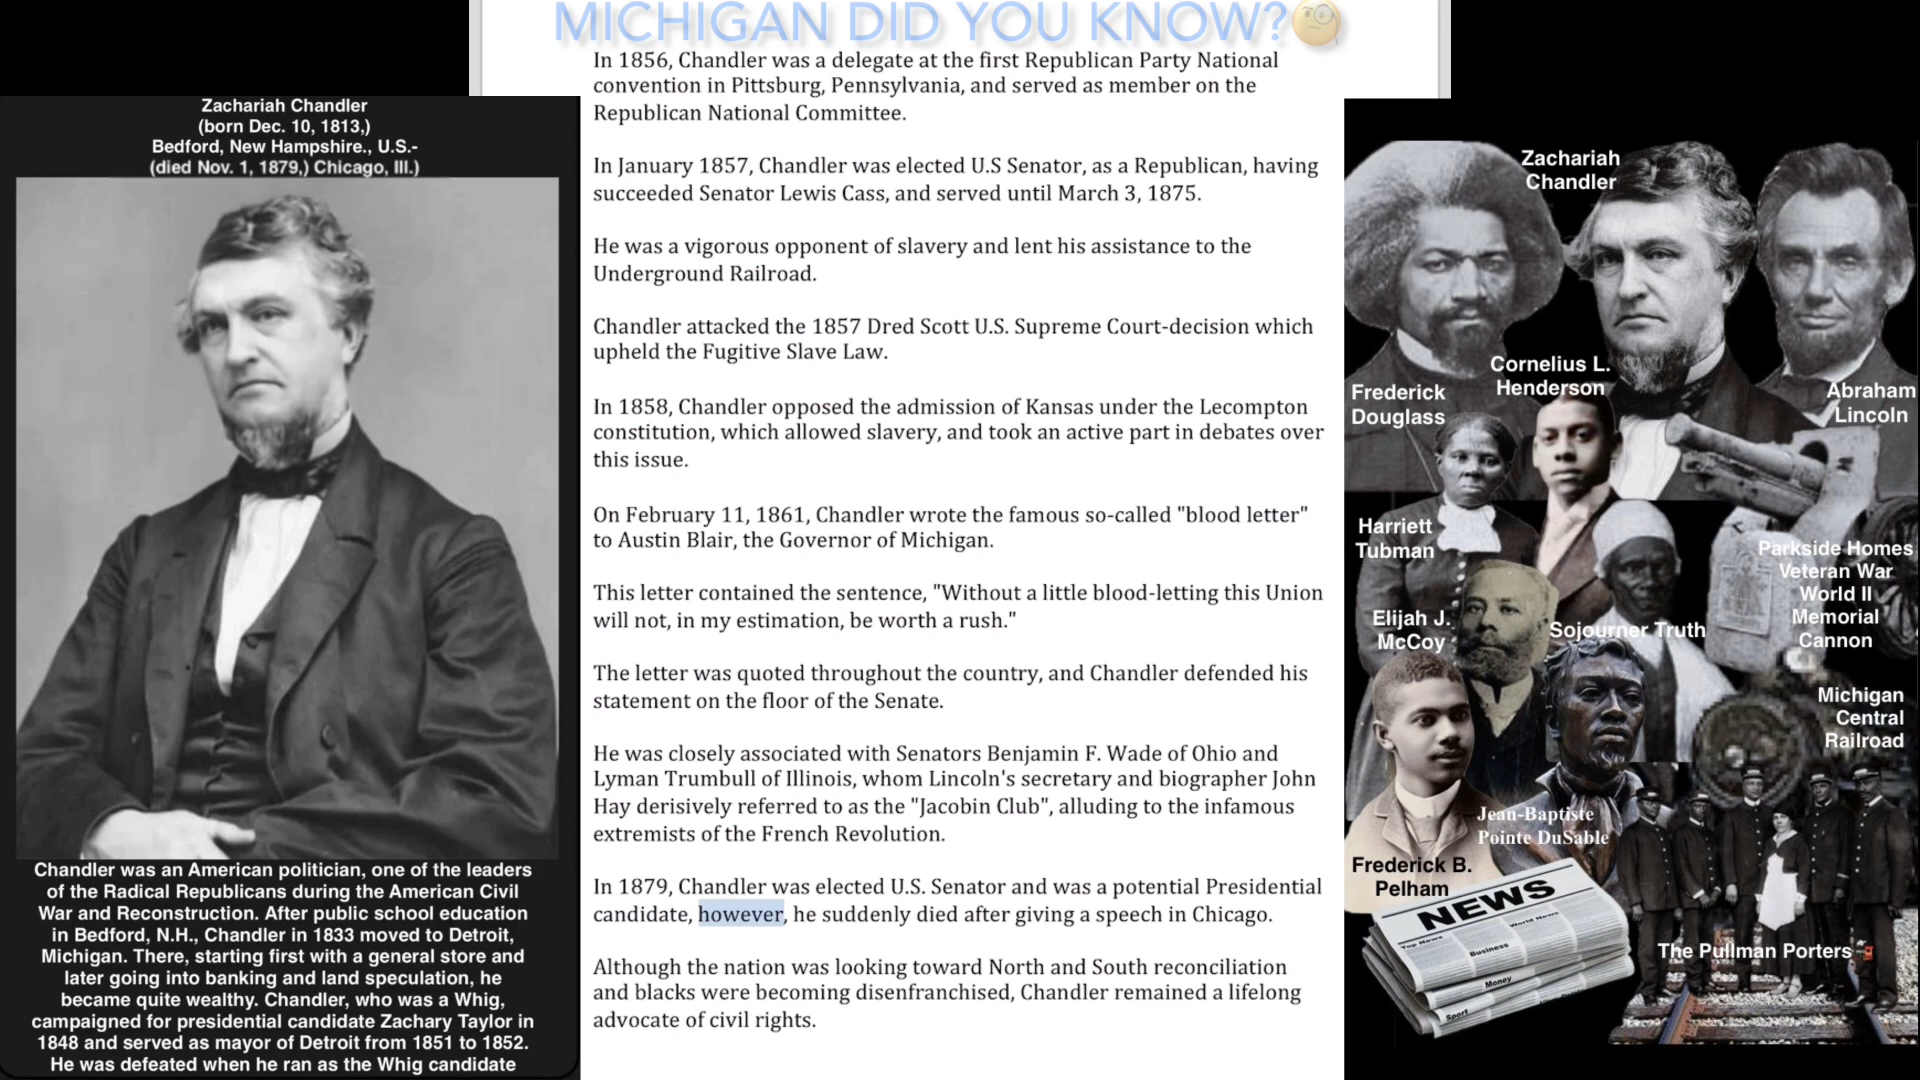 MICHIGAN DID YOU KNOW?
Zachariah Chandler
(born Dec. 10, 1813,)
Bedford, New Hampshire., U.S.-
(died Nov. 1, 1879,) Chicago, Ill.)
Chandler was an American politician, one of the leaders
of the Radical Republicans during the American Civil
War and Reconstruction. After public school education
in Bedford, N.H., Chandler in 1833 moved to Detroit,
Michigan. There, starting first with a general store and
later going into banking and land speculation, he
became quite wealthy. Chandler, who was a Whig,
campaigned for presidential candidate Zachary Taylor in
1848 and served as mayor of Detroit from 1851 to 1852.
He was defeated when he ran as the Whig candidate
In 1856, Chandler was a delegate at the first Republican Party National
convention in Pittsburg, Pennsylvania, and served as member on the
Republican National Committee.
In January 1857, Chandler was elected U.S Senator, as a Republican, having
succeeded Senator Lewis Cass, and served until March 3, 1875.
He was a vigorous opponent of slavery and lent his assistance to the
Underground Railroad.
Chandler attacked the 1857 Dred Scott U.S. Supreme Court-decision which
upheld the Fugitive Slave Law.
In 1858, Chandler opposed the admission of Kansas under the Lecompton
constitution, which allowed slavery, and took an active part in debates over
this issue.
On February 11, 1861, Chandler wrote the famous so-called "blood letter"
to Austin Blair, the Governor of Michigan.
This letter contained the sentence, "Without a little blood-letting this Union
will not, in my estimation, be worth a rush."
The letter was quoted throughout the country, and Chandler defended his
statement on the floor of the Senate.
He was closely associated with Senators Benjamin F. Wade of Ohio and
Lyman Trumbull of Illinois, whom Lincoln's secretary and biographer John
Hay derisively referred to as the "Jacobin Club", alluding to the infamous
extremists of the French Revolution.
In 1879, Chandler was elected U.S. Senator and was a potential Presidential
candidate, however, he suddenly died after giving a speech in Chicago.
Although the nation was looking toward North and South reconciliation
and blacks were becoming disenfranchised, Chandler remained a lifelong
advocate of civil rights.
Zachariah
Chandler
Cornelius L.
Henderson
Frederick
Douglass
Abraham
Lincoln
Harriett
Tubman
Parkside Homes
Veteran War
World II
Memorial
Cannon
Elijah J.
McCoy
Sojourner Truth
Michigan
Central
Railroad
Jean-Baptiste
Pointe DuSable
Frederick B.
Pelham
NEWS
Top News
World News
Business
Money
Sport
The Pullman Porters